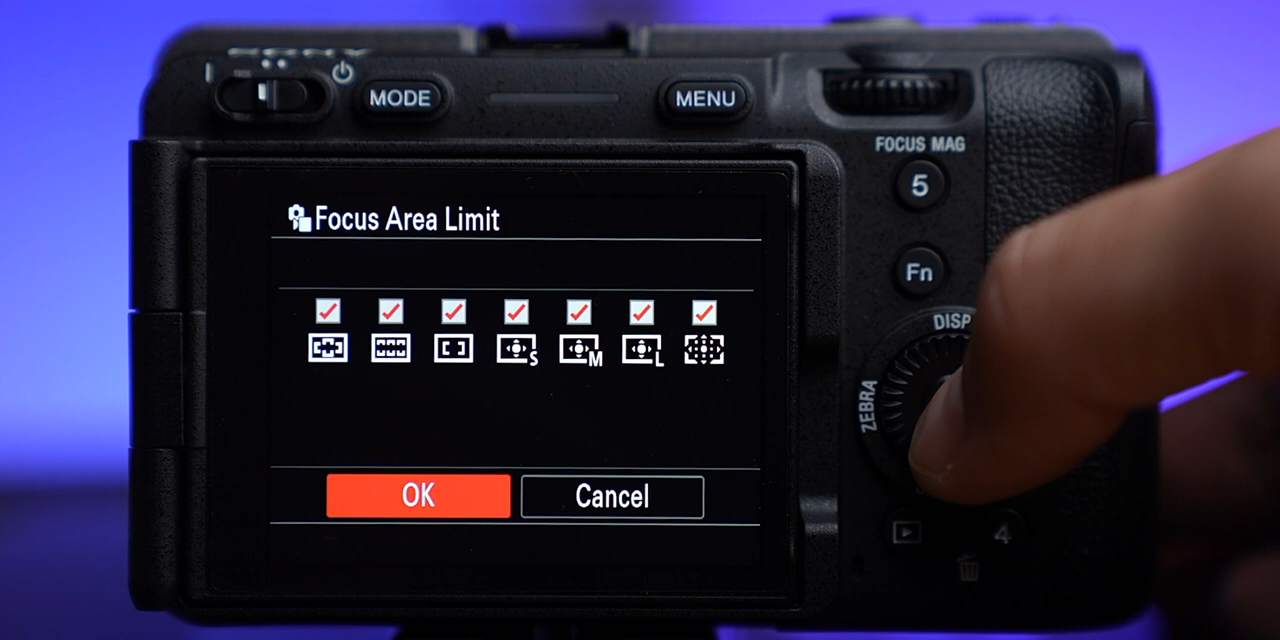 MODE
MENU
FOCUS MAG
5
Fn
DISP
ZEBRA
Focus Area Limit
S
M
L
OK
Cancel
4